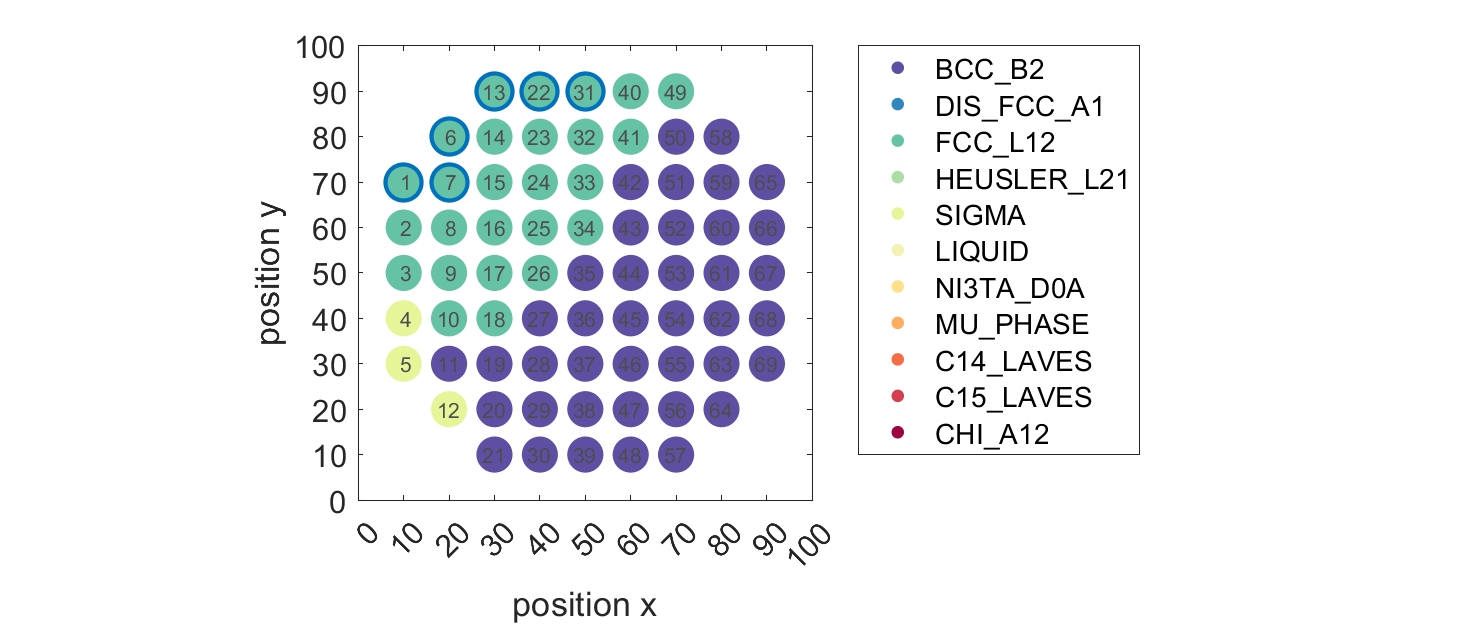 100
90
80
70
60
50
40
30
20
10
0
13 22 31 40 49
6 14 23 32 41 50 58
1 7 15 24 33 42 51 59 65
2 8 16 25 34 43 52 60 66
3 9 17 26 35 44 53 61 67
4 10 18 27 36 45 54 62 68
5 11 19 28 37 46 55 63 69
12 20 29 38 47 56 64
21 30 39 48 57
0 10 20 30 40 50 60 70 80 90 100
position x
position y
BCC_B2
DIS_FCC_A1
FCC_L12
HEUSLER_L21
SIGMA
LIQUID
NI3TA_D0A
MU_PHASE
C14_LAVES
C15_LAVES
CHI_A12